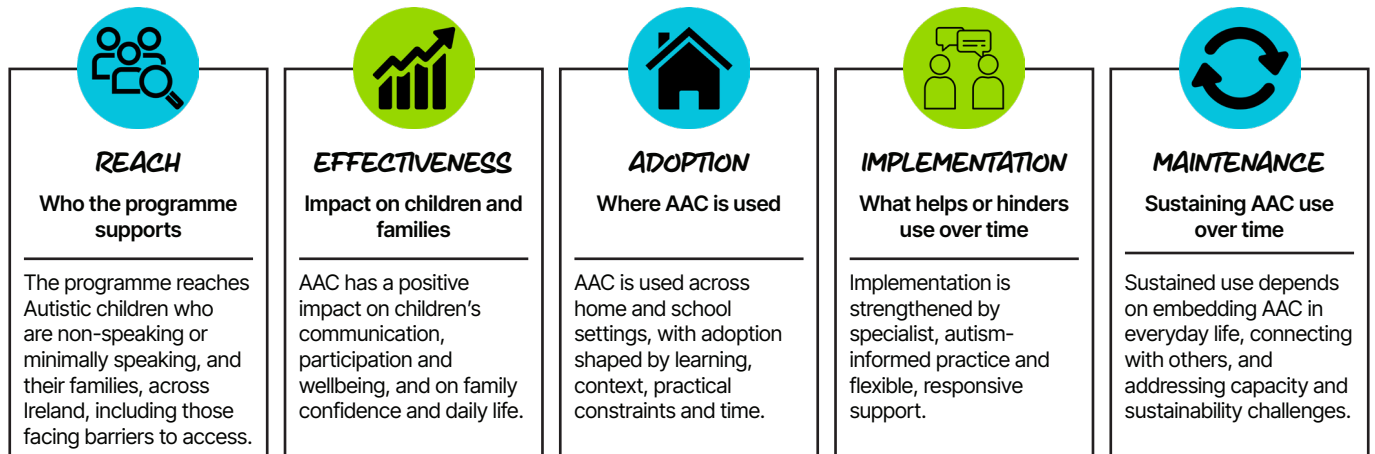 REACH
Who the programme
supports
The programme reaches
Autistic children who
are non-speaking or
minimally speaking, and
their families, across
Ireland, including those
facing barriers to access.
EFFECTIVENESS
Impact on children and
families
AAC has a positive
impact on children's
communication,
participation and
wellbeing, and on family
confidence and daily life.
ADOPTION
Where AAC is used
AAC is used across
home and school
settings, with adoption
shaped by learning,
context, practical
constraints and time.
IMPLEMENTATION
What helps or hinders
use over time
Implementation is
strengthened by
specialist, autism-
informed practice and
flexible, responsive
support.
MAINTENANCE
Sustaining AAC use
over time
Sustained use depends
on embedding AAC in
everyday life, connecting
with others, and
addressing capacity and
sustainability challenges.